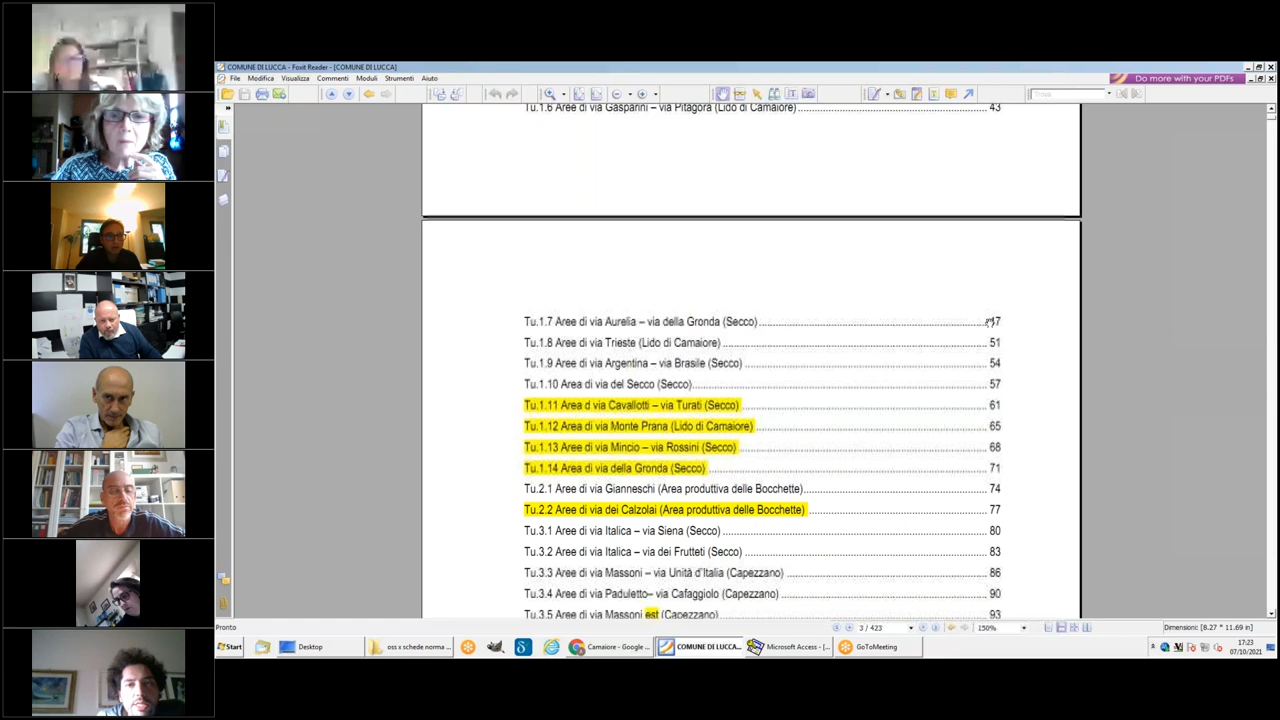 COMUNE DI LUCCA - Foxit Reader - [COMUNE DI LUCCA]
File Modifica Visualizza Commenti Moduli Strumenti Aiuto
Do more with your PDFs
Trova
Tu.1.6 Aree di via Gasparini – via Pitagora (Lido di Camaiore) 43
Tu.1.7 Aree di via Aurelia – via della Gronda (Secco) 47
Tu.1.8 Aree di via Trieste (Lido di Camaiore) 51
Tu.1.9 Aree di via Argentina – via Brasile (Secco) 54
Tu.1.10 Area di via del Secco (Secco) 57
Tu.1.11 Area d via Cavallotti – via Turati (Secco) 61
Tu.1.12 Area di via Monte Prana (Lido di Camaiore) 65
Tu.1.13 Aree di via Mincio – via Rossini (Secco) 68
Tu.1.14 Area di via della Gronda (Secco) 71
Tu.2.1 Aree di via Gianneschi (Area produttiva delle Bocchette) 74
Tu.2.2 Aree di via dei Calzolai (Area produttiva delle Bocchette) 77
Tu.3.1 Aree di via Italica – via Siena (Secco) 80
Tu.3.2 Aree di via Italica – via dei Frutteti (Secco) 83
Tu.3.3 Aree di via Massoni – via Unità d'Italia (Capezzano) 86
Tu.3.4 Aree di via Paduletto– via Cafaggiolo (Capezzano) 90
Tu.3.5 Aree di via Massoni est (Capezzano) 93
Pronto 3 / 423 150% Dimensioni: [8.27 * 11.69 in]
Start Desktop oss x schede norma ... Camaiore - Google ... COMUNE DI LUCCA... Microsoft Access - [... GoToMeeting 17:23
07/10/2021